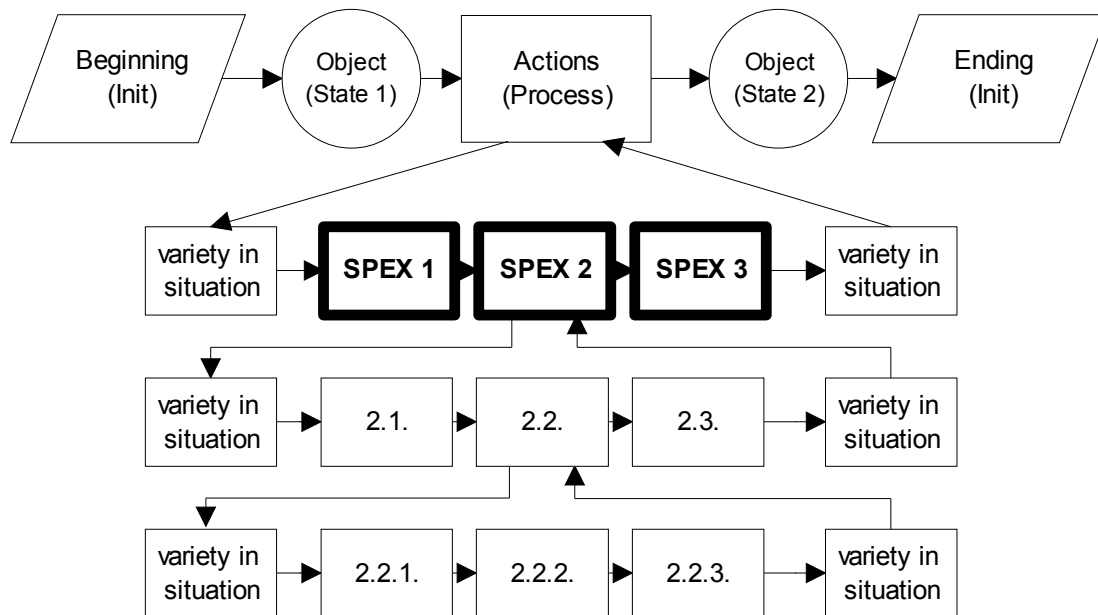 Beginning
(Init)
Object
(State 1)
Actions
(Process)
Object
(State 2)
Ending
(Init)
variety in
situation
SPEX 1
SPEX 2
SPEX 3
variety in
situation
variety in
situation
2.1.
2.2.
2.3.
variety in
situation
variety in
situation
2.2.1.
2.2.2.
2.2.3.
variety in
situation